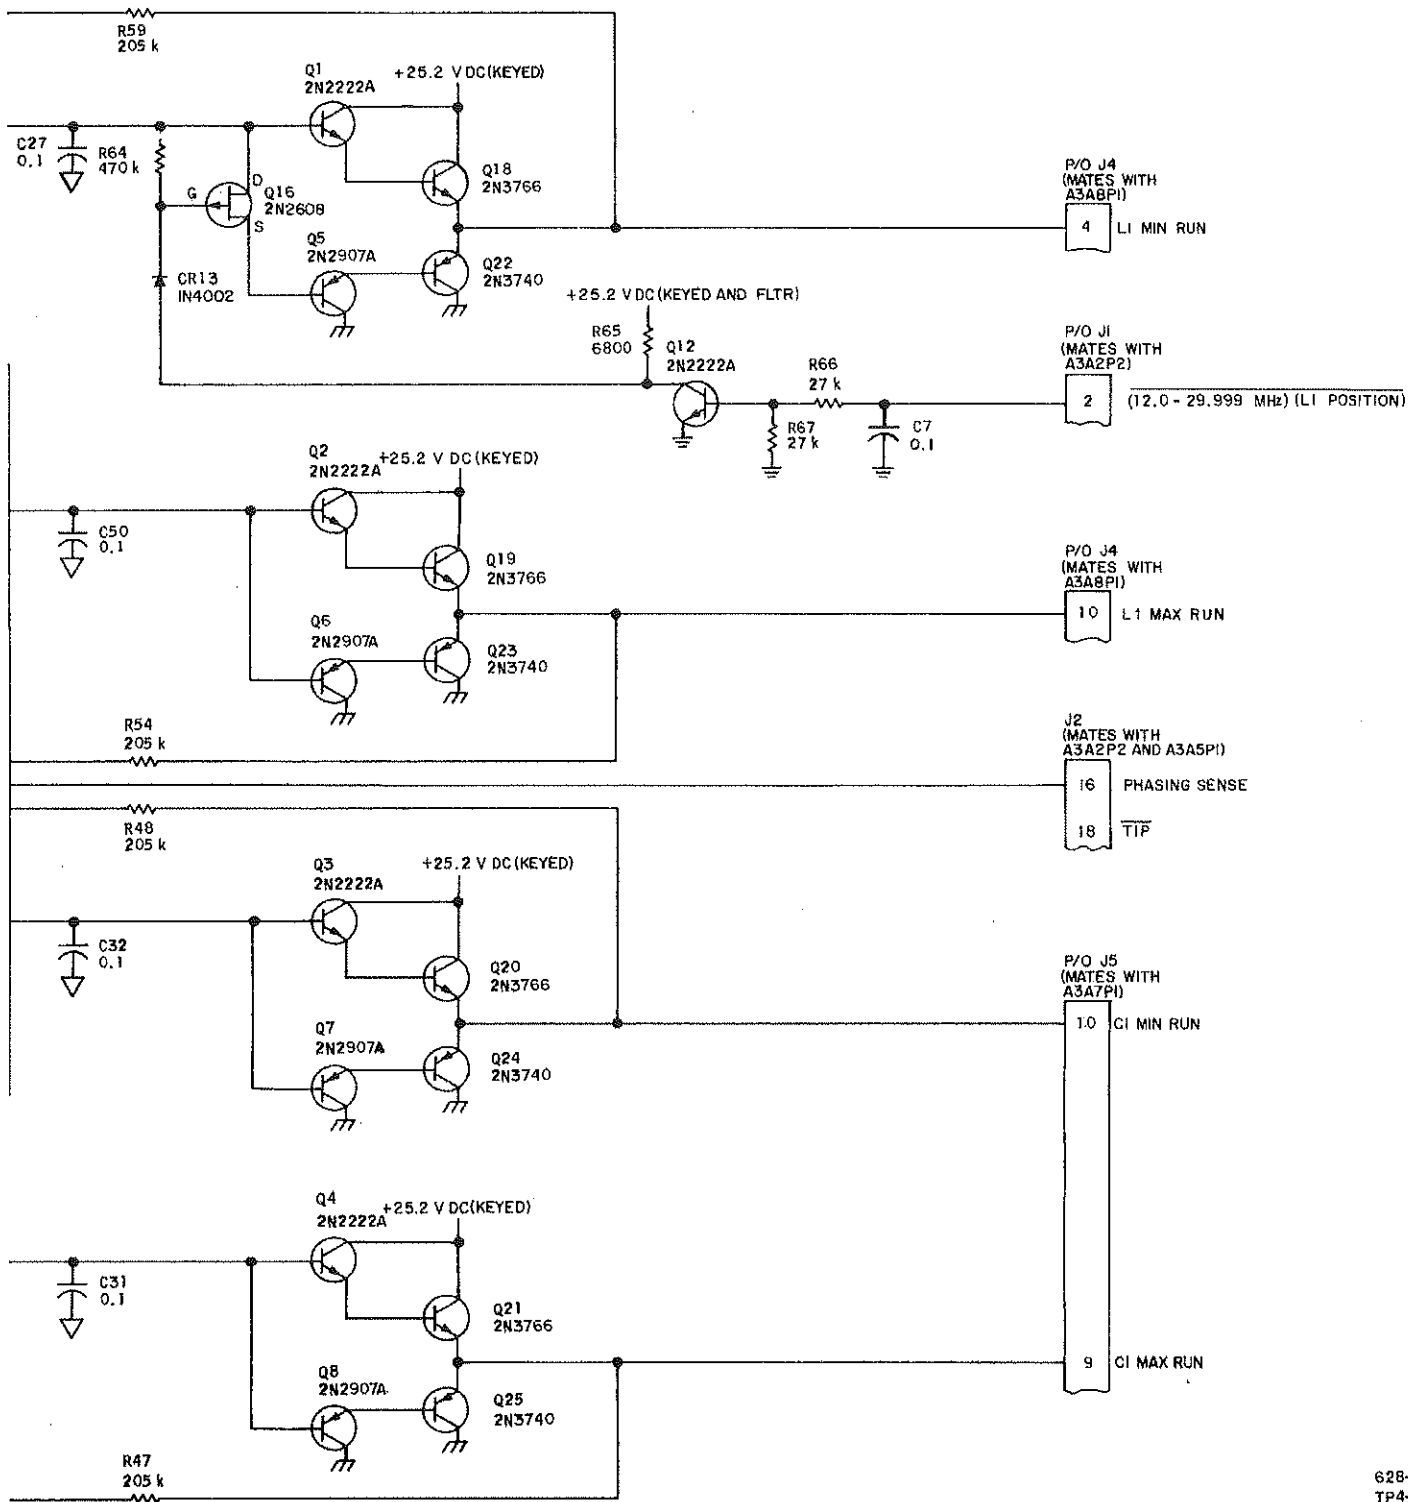 R59
205 k
Q1
2N2222A
+25.2 V DC(KEYED)
C27
0.1
R64
470 k
G
D
S
Q16
2N2608
Q18
2N3766
P/O J4
(MATES WITH
A3A8P1)
4 L1 MIN RUN
Q5
2N2907A
Q22
2N3740
CR13
1N4002
+25.2 V DC(KEYED AND FLTR)
R65
6800
Q12
2N2222A
R66
27 k
R67
27 k
C7
0.1
P/O J1
(MATES WITH
A3A2P2)
2 (12.0 - 29.999 MHz) (L1 POSITION)
Q2
2N2222A
+25.2 V DC(KEYED)
C50
0.1
Q19
2N3766
P/O J4
(MATES WITH
A3A8P1)
10 L1 MAX RUN
Q6
2N2907A
Q23
2N3740
R54
205 k
J2
(MATES WITH
A3A2P2 AND A3A5P1)
16 PHASING SENSE
18 TIP
R48
205 k
Q3
2N2222A
+25.2 V DC(KEYED)
C32
0.1
Q20
2N3766
P/O J5
(MATES WITH
A3A7P1)
10 C1 MIN RUN
Q7
2N2907A
Q24
2N3740
Q4
2N2222A
+25.2 V DC(KEYED)
C31
0.1
Q21
2N3766
9 C1 MAX RUN
Q8
2N2907A
Q25
2N3740
R47
205 k
628-
TP4-